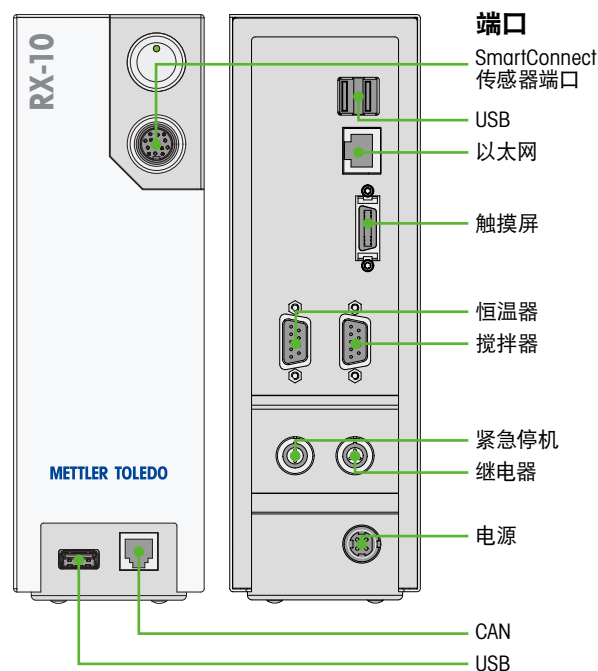 RX-10
METTLER TOLEDO
端口
SmartConnect
传感器端口
USB
以太网
触摸屏
恒温器
搅拌器
紧急停机
继电器
电源
CAN
USB